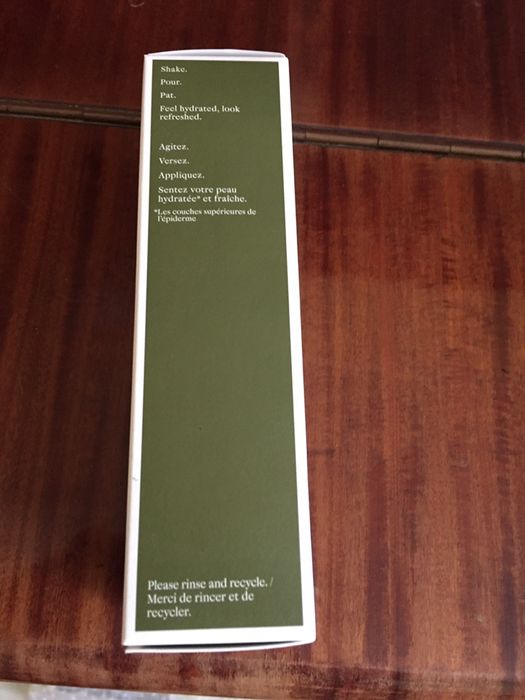 Shake.
Pour.
Pat.
Feel hydrated, look
refreshed.
Agitez.
Versez.
Appliquez.
Sentez votre peau
hydratée* et fraîche.
*Les couches supérieures de
l'épiderme
Please rinse and recycle. /
Merci de rincer et de
recycler.